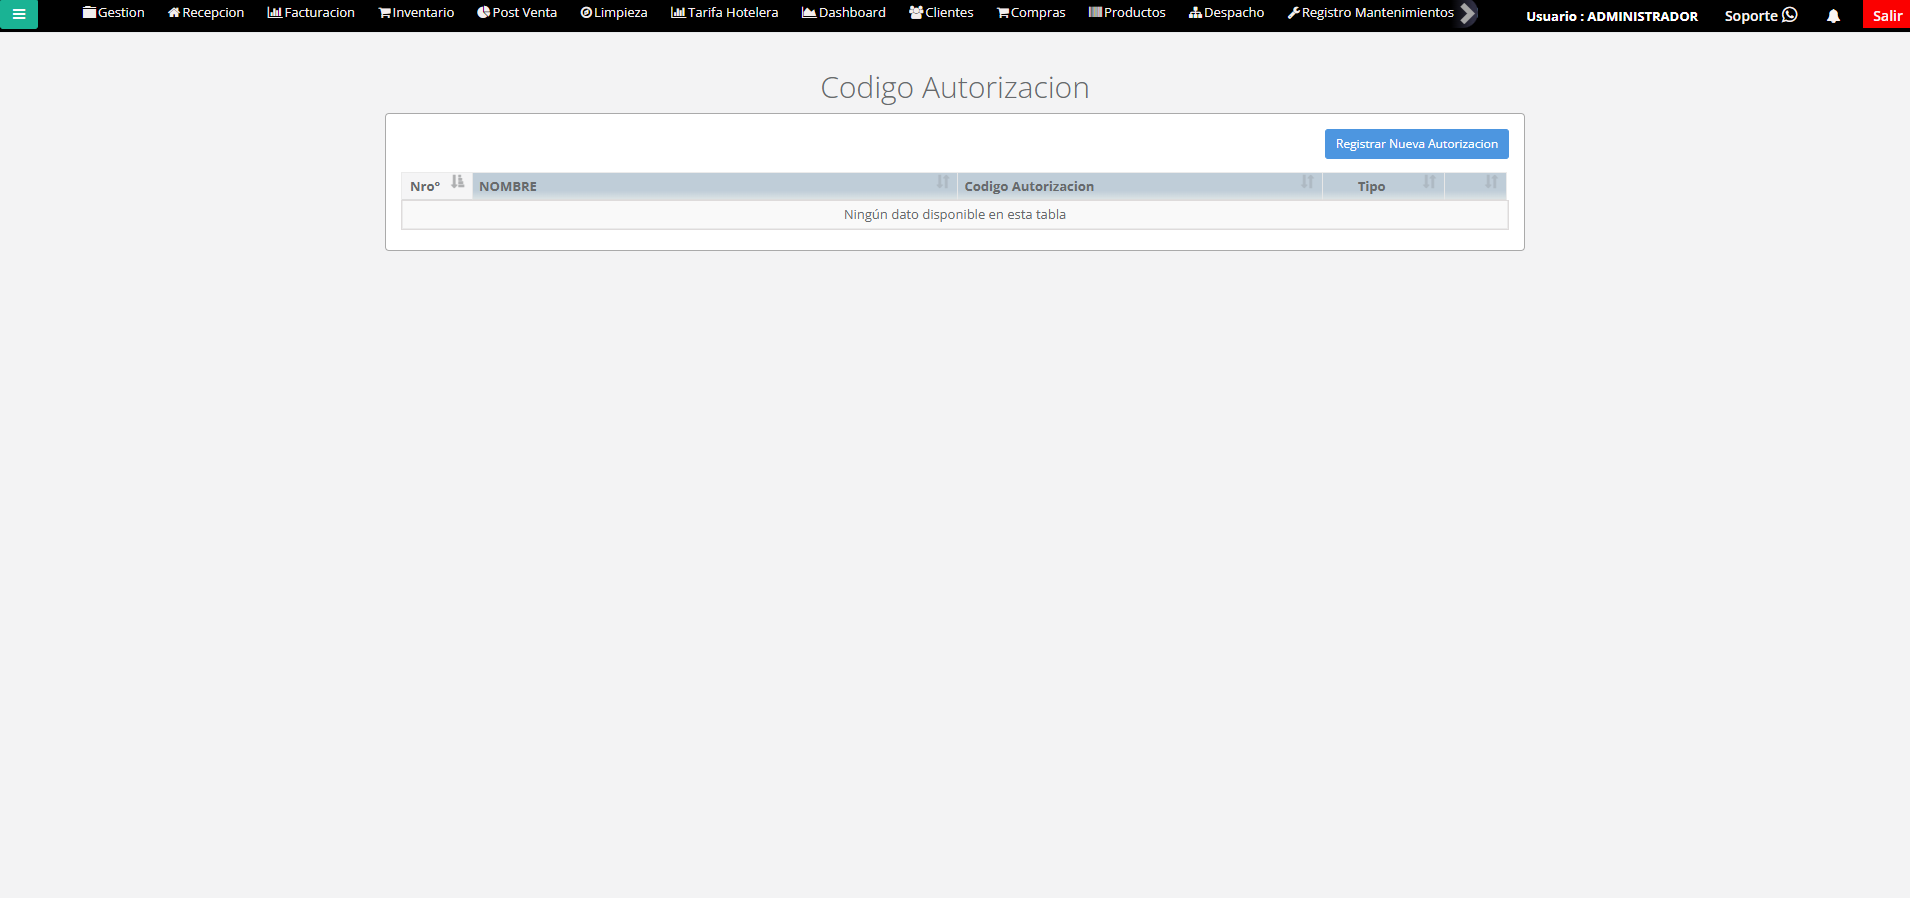 Gestion Recepcion Facturacion Inventario Post Venta Limpieza Tarifa Hotelera Dashboard Clientes Compras Productos Despacho Registro Mantenimientos Usuario : ADMINISTRADOR Soporte Salir
Codigo Autorizacion
Registrar Nueva Autorizacion
Nro° NOMBRE Codigo Autorizacion Tipo
Ningún dato disponible en esta tabla